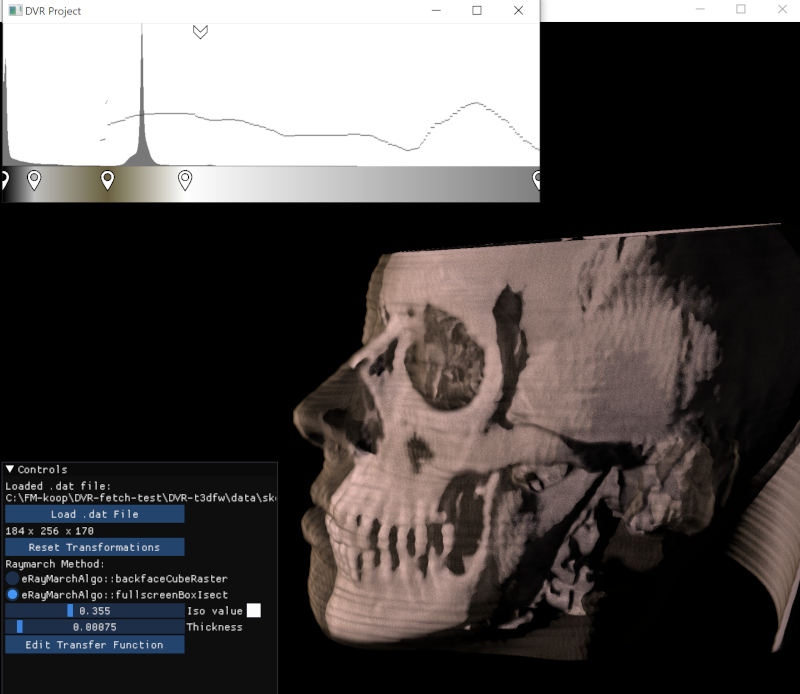 DVR Project
Controls
Loaded .dat file:
C:\FM-koop\DVR-fetch-test\DVR-t3dfw\data\sk
Load .dat File
184 x 256 x 170
Reset Transformations
Raymarch Method:
eRayMarchAlgo::backfaceCubeRaster
eRayMarchAlgo::fullscreenBoxIsect
0.355 Iso value
0.00075 Thickness
Edit Transfer Function